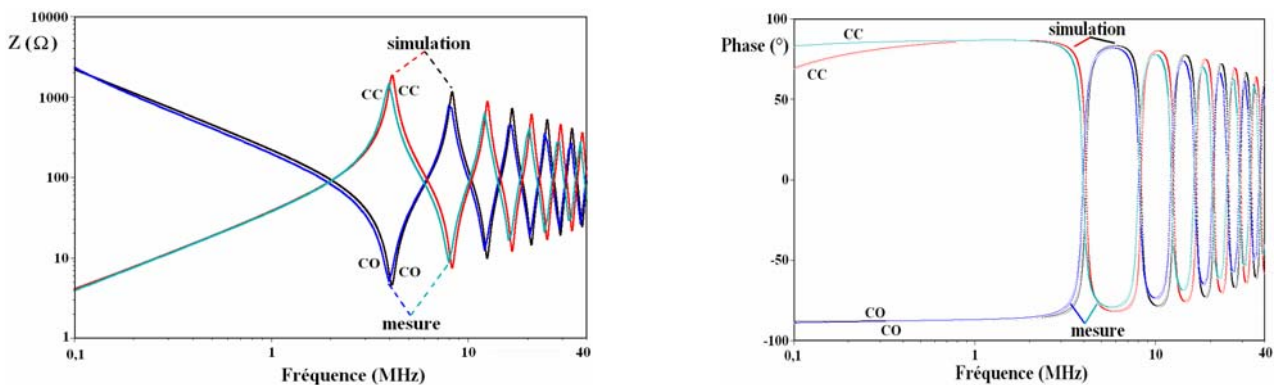 10000
Z (Ω)
1000
100
10
1
0,1
1
10
40
Fréquence (MHz)
simulation
CC
CC
CO
CO
mesure
100
Phase (°)
50
0
-50
-100
0,1
1
10
40
Fréquence (MHz)
CC
CC
simulation
CO
CO
mesure